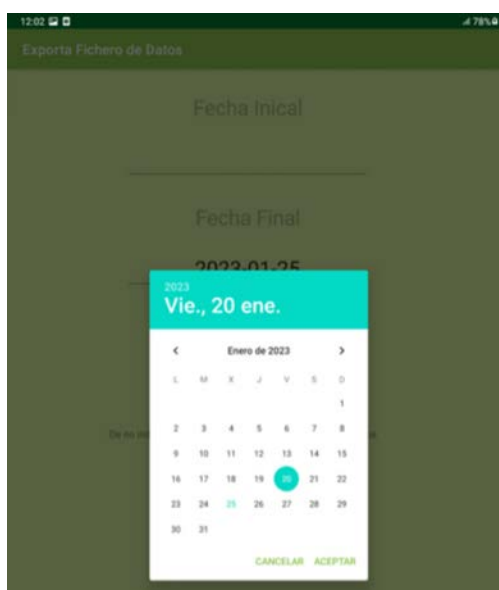 12:02
78%
Exporta Fichero de Datos
Fecha Inical
Fecha Final
2023-01-25
2023
Vie., 20 ene.
Enero de 2023
L M X J V S D
1
2 3 4 5 6 7 8
9 10 11 12 13 14 15
16 17 18 19 20 21 22
23 24 25 26 27 28 29
30 31
De no
CANCELAR ACEPTAR